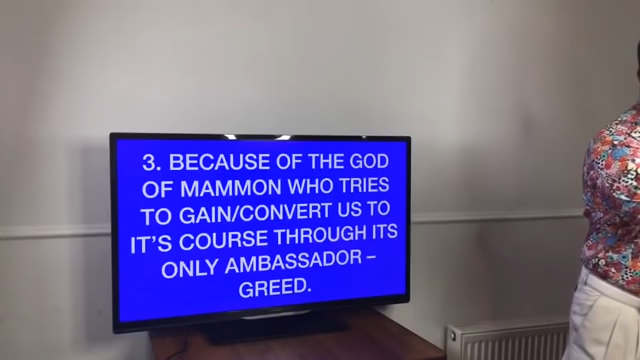 3. BECAUSE OF THE GOD
OF MAMMON WHO TRIES
TO GAIN/CONVERT US TO
IT'S COURSE THROUGH ITS
ONLY AMBASSADOR –
GREED.